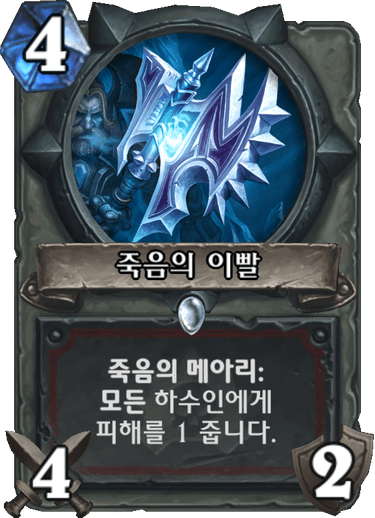 4
죽음의 이빨
죽음의 메아리:
모든 하수인에게
피해를 1 줍니다.
4
2